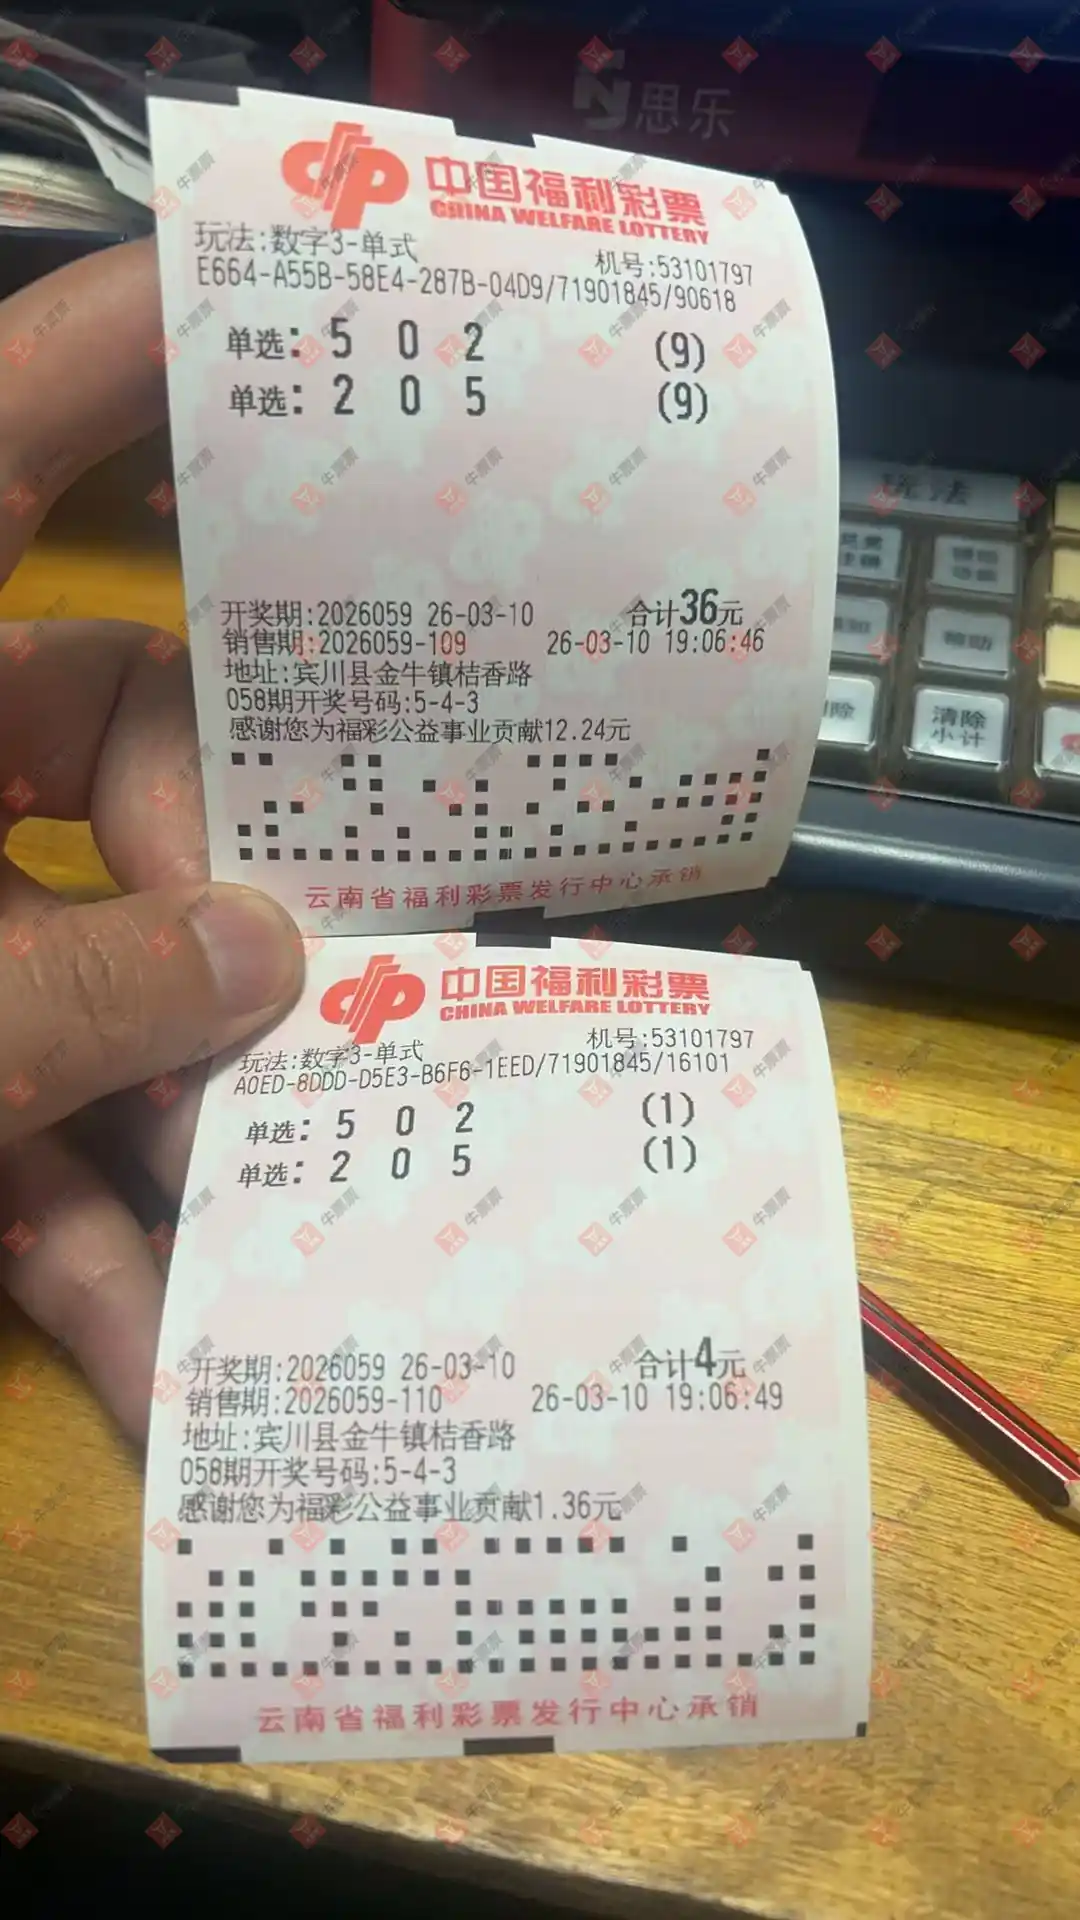 思乐
中国福利彩票
CHINA WELFARE LOTTERY
玩法:数字3-单式 机号:53101797
E664-A55B-58E4-287B-04D9/71901845/90618
单选: 5 0 2 (9)
单选: 2 0 5 (9)
开奖期:2026059 26-03-10 合计36元
销售期:2026059-109 26-03-10 19:06:46
地址:宾川县金牛镇桔香路
058期开奖号码:5-4-3
感谢您为福彩公益事业贡献12.24元
云南省福利彩票发行中心承销
玩法
清除
小计
中国福利彩票
CHINA WELFARE LOTTERY
玩法:数字3-单式 机号:53101797
A0ED-8DDD-D5E3-B6F6-1EED/71901845/16101
单选: 5 0 2 (1)
单选: 2 0 5 (1)
开奖期:2026059 26-03-10 合计4元
销售期:2026059-110 26-03-10 19:06:49
地址:宾川县金牛镇桔香路
058期开奖号码:5-4-3
感谢您为福彩公益事业贡献1.36元
云南省福利彩票发行中心承销
牛票票